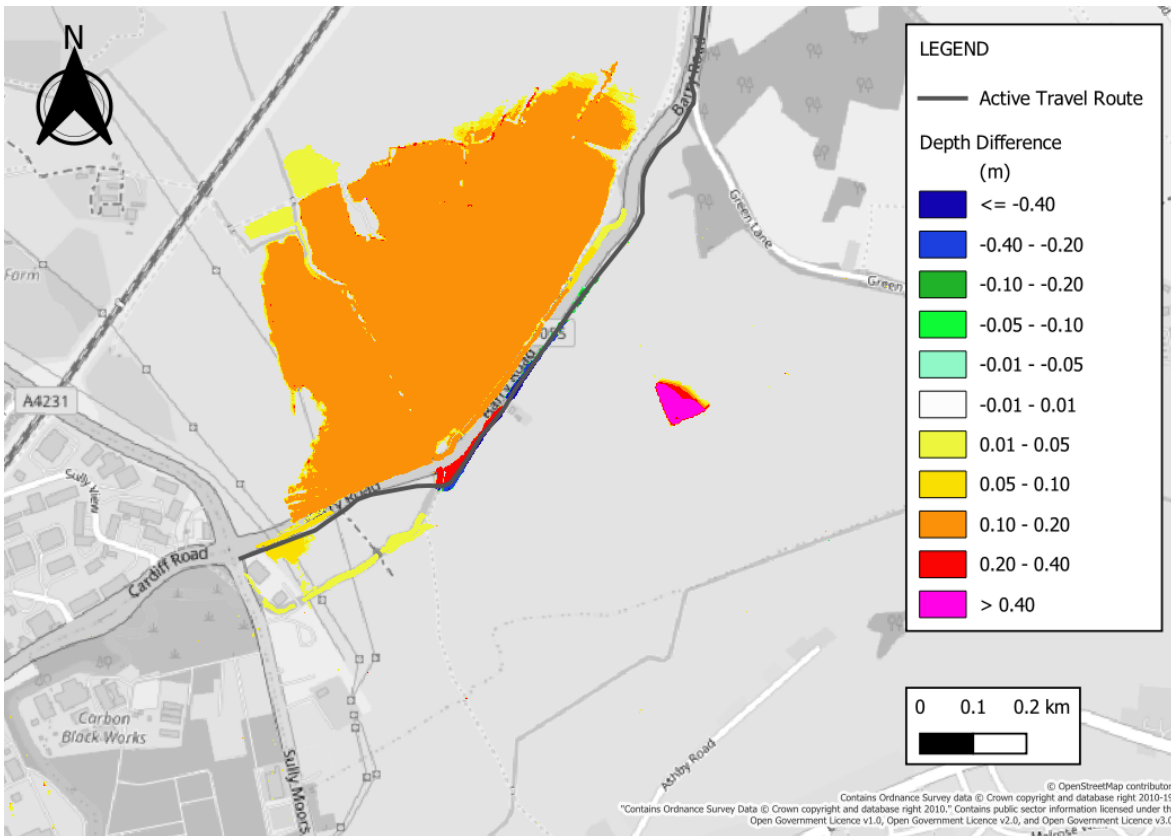 N
LEGEND
Active Travel Route
Depth Difference
(m)
<= -0.40
-0.40 - -0.20
-0.10 - -0.20
-0.05 - -0.10
-0.01 - -0.05
-0.01 - 0.01
0.01 - 0.05
0.05 - 0.10
0.10 - 0.20
0.20 - 0.40
> 0.40
Barry Road
Green Lane
Green
Farm
Barry Road
A4231
Sully View
Road
Cardiff Road
Carbon
Black Works
Sully Moors
Ashby Road
0 0.1 0.2 km
© OpenStreetMap contributor
Contains Ordnance Survey data © Crown copyright and database right 2010-19
"Contains Ordnance Survey Data © Crown copyright and database right 2010." Contains public sector information licensed under th
Open Government Licence v1.0, Open Government Licence v2.0, and Open Government Licence v3.0